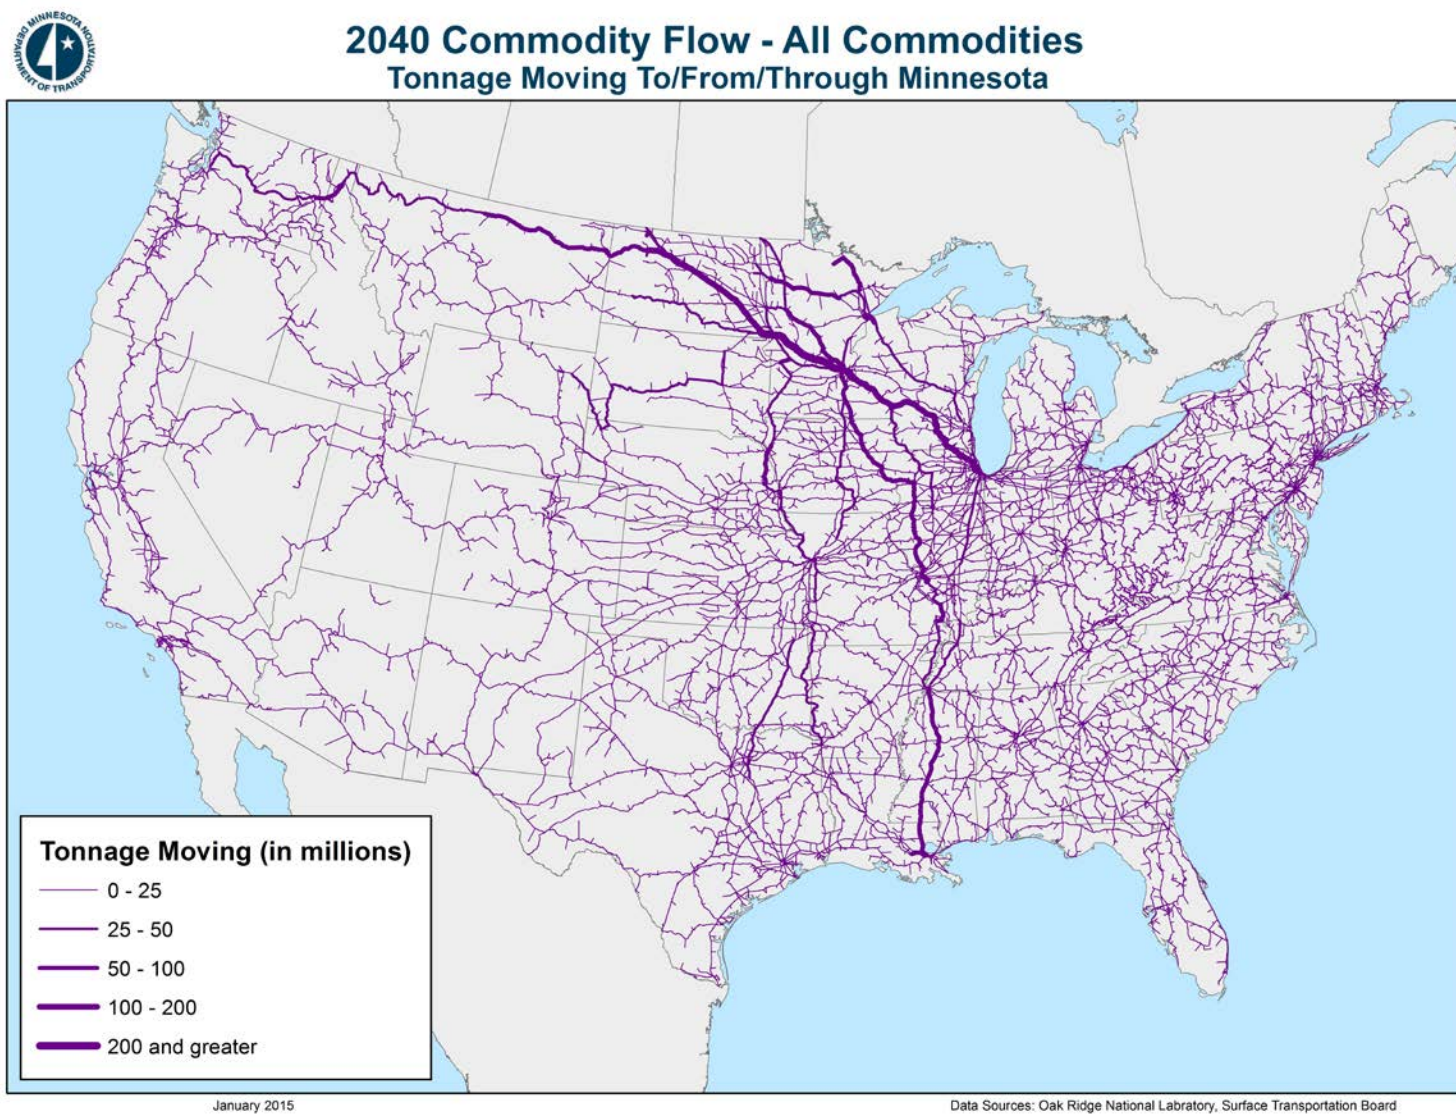 MINNESOTA DEPARTMENT OF TRANSPORTATION
2040 Commodity Flow - All Commodities
Tonnage Moving To/From/Through Minnesota
Tonnage Moving (in millions)
0 - 25
25 - 50
50 - 100
100 - 200
200 and greater
January 2015
Data Sources: Oak Ridge National Labratory, Surface Transportation Board